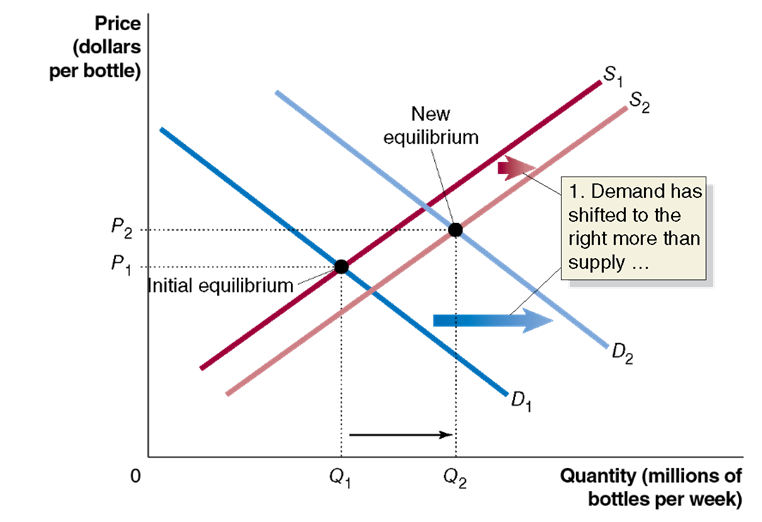 Price
(dollars
per bottle)
S1
S2
New
equilibrium
1. Demand has
shifted to the
right more than
supply …
P2
P1
Initial equilibrium
D2
D1
0
Q1
Q2
Quantity (millions of
bottles per week)